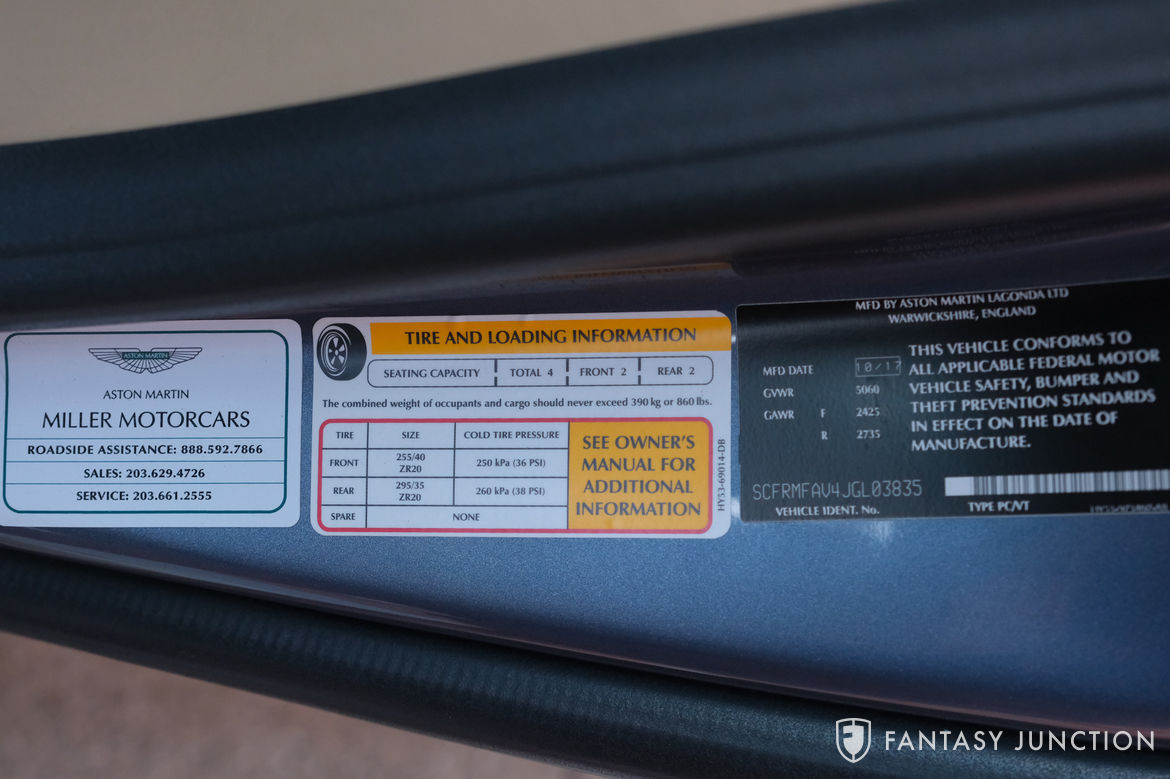 ASTON MARTIN
ASTON MARTIN
MILLER MOTORCARS
ROADSIDE ASSISTANCE: 888.592.7866
SALES: 203.629.4726
SERVICE: 203.661.2555
TIRE AND LOADING INFORMATION
SEATING CAPACITY TOTAL 4 FRONT 2 REAR 2
The combined weight of occupants and cargo should never exceed 390 kg or 860 lbs.
TIRE SIZE COLD TIRE PRESSURE
FRONT 255/40 ZR20 250 kPa (36 PSI)
REAR 295/35 ZR20 260 kPa (38 PSI)
SPARE NONE
SEE OWNER'S
MANUAL FOR
ADDITIONAL
INFORMATION
HY53-69014-DB
MFD BY ASTON MARTIN LAGONDA LTD
WARWICKSHIRE, ENGLAND
MFD DATE 10/17
GVWR 5060
GAWR F 2425
R 2735
THIS VEHICLE CONFORMS TO
ALL APPLICABLE FEDERAL MOTOR
VEHICLE SAFETY, BUMPER AND
THEFT PREVENTION STANDARDS
IN EFFECT ON THE DATE OF
MANUFACTURE.
SCFRMFAV4JGL03835
VEHICLE IDENT. No.
TYPE PC/VT
FANTASY JUNCTION